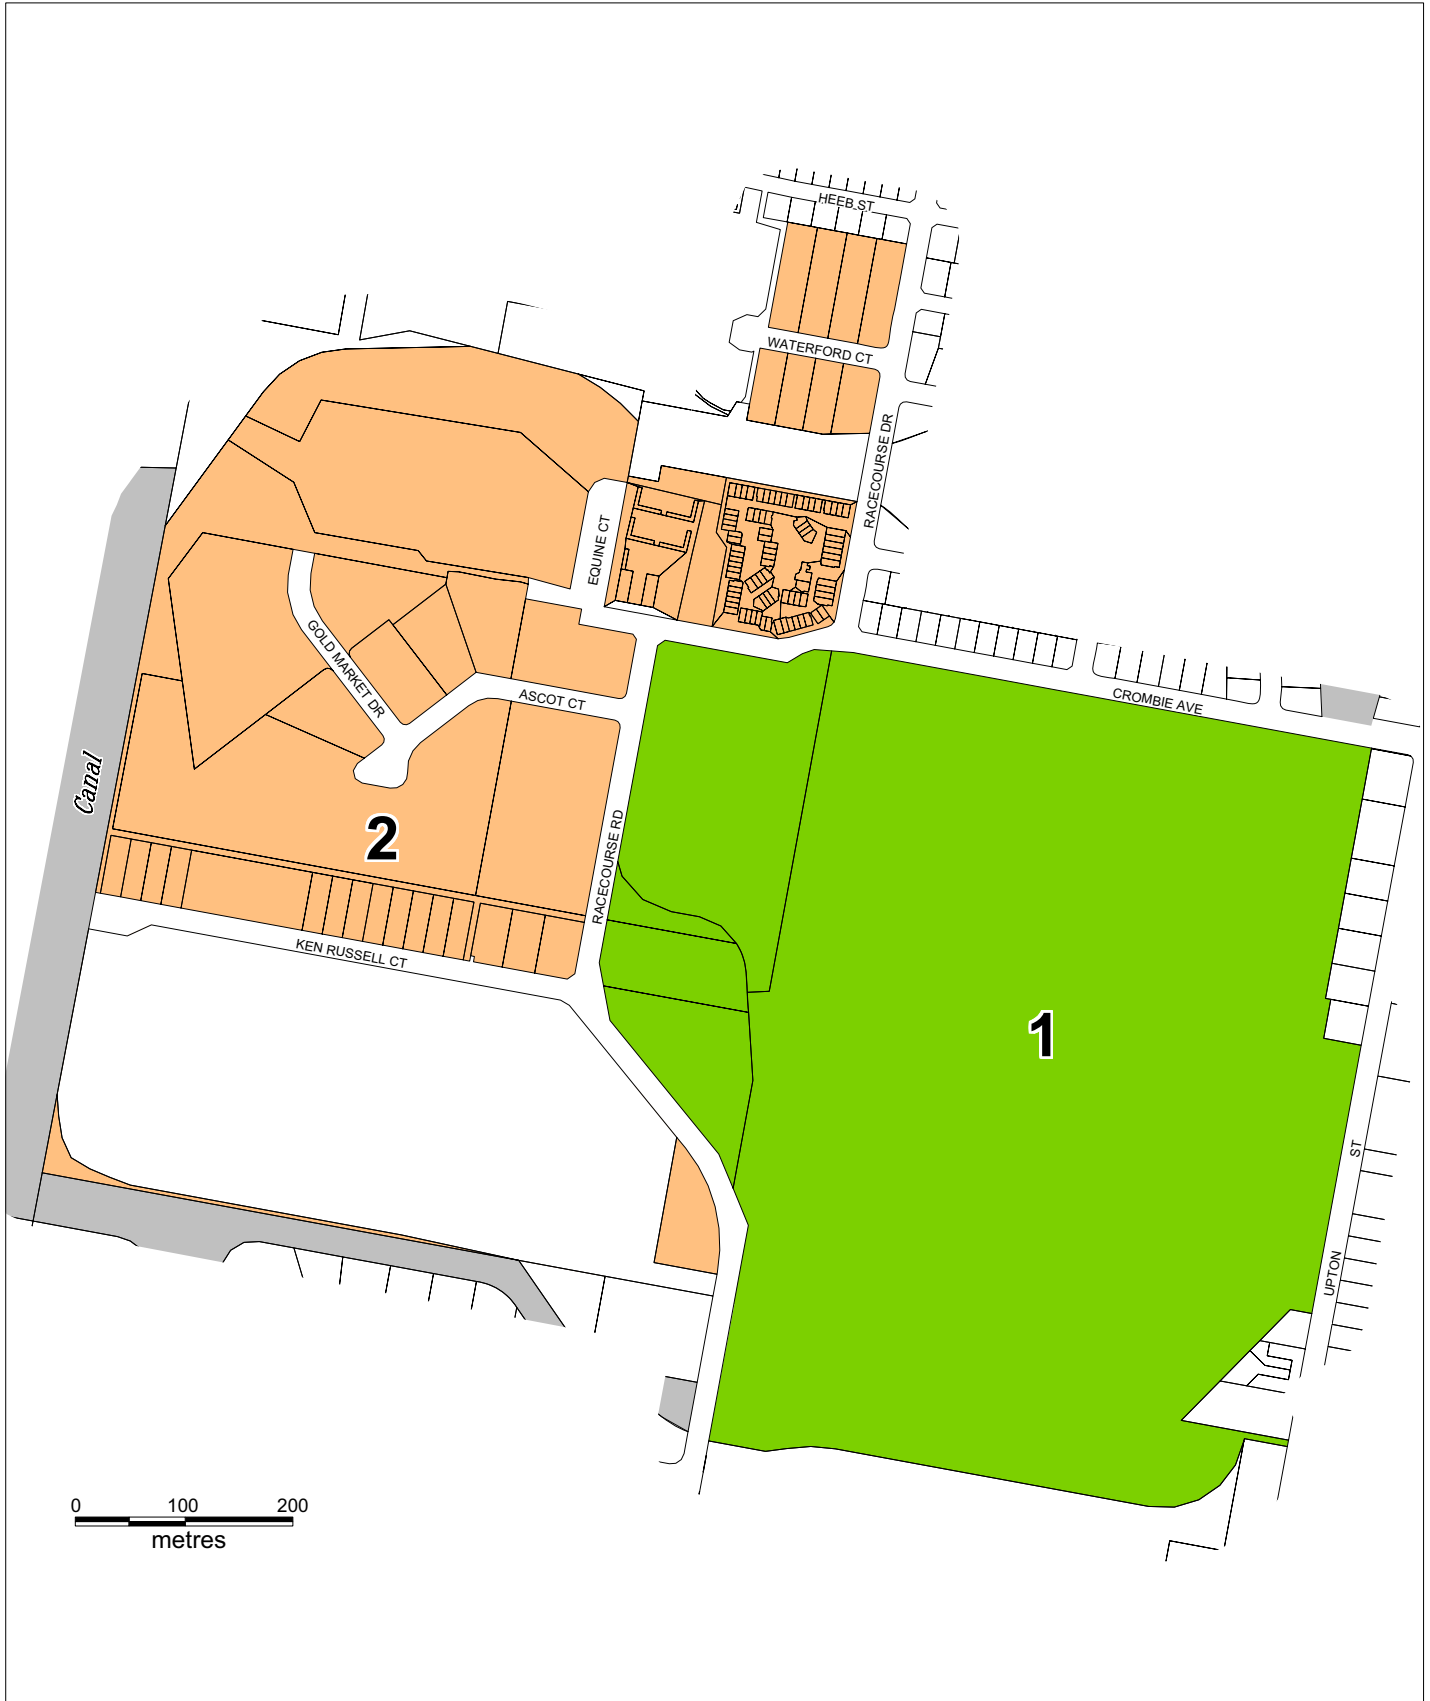 HEEB ST
WATERFORD CT
RACECOURSE DR
EQUINE CT
GOLD MARKET DR
ASCOT CT
CROMBIE AVE
Canal
2
RACECOURSE RD
KEN RUSSELL CT
1
UPTON ST
0 100 200
metres